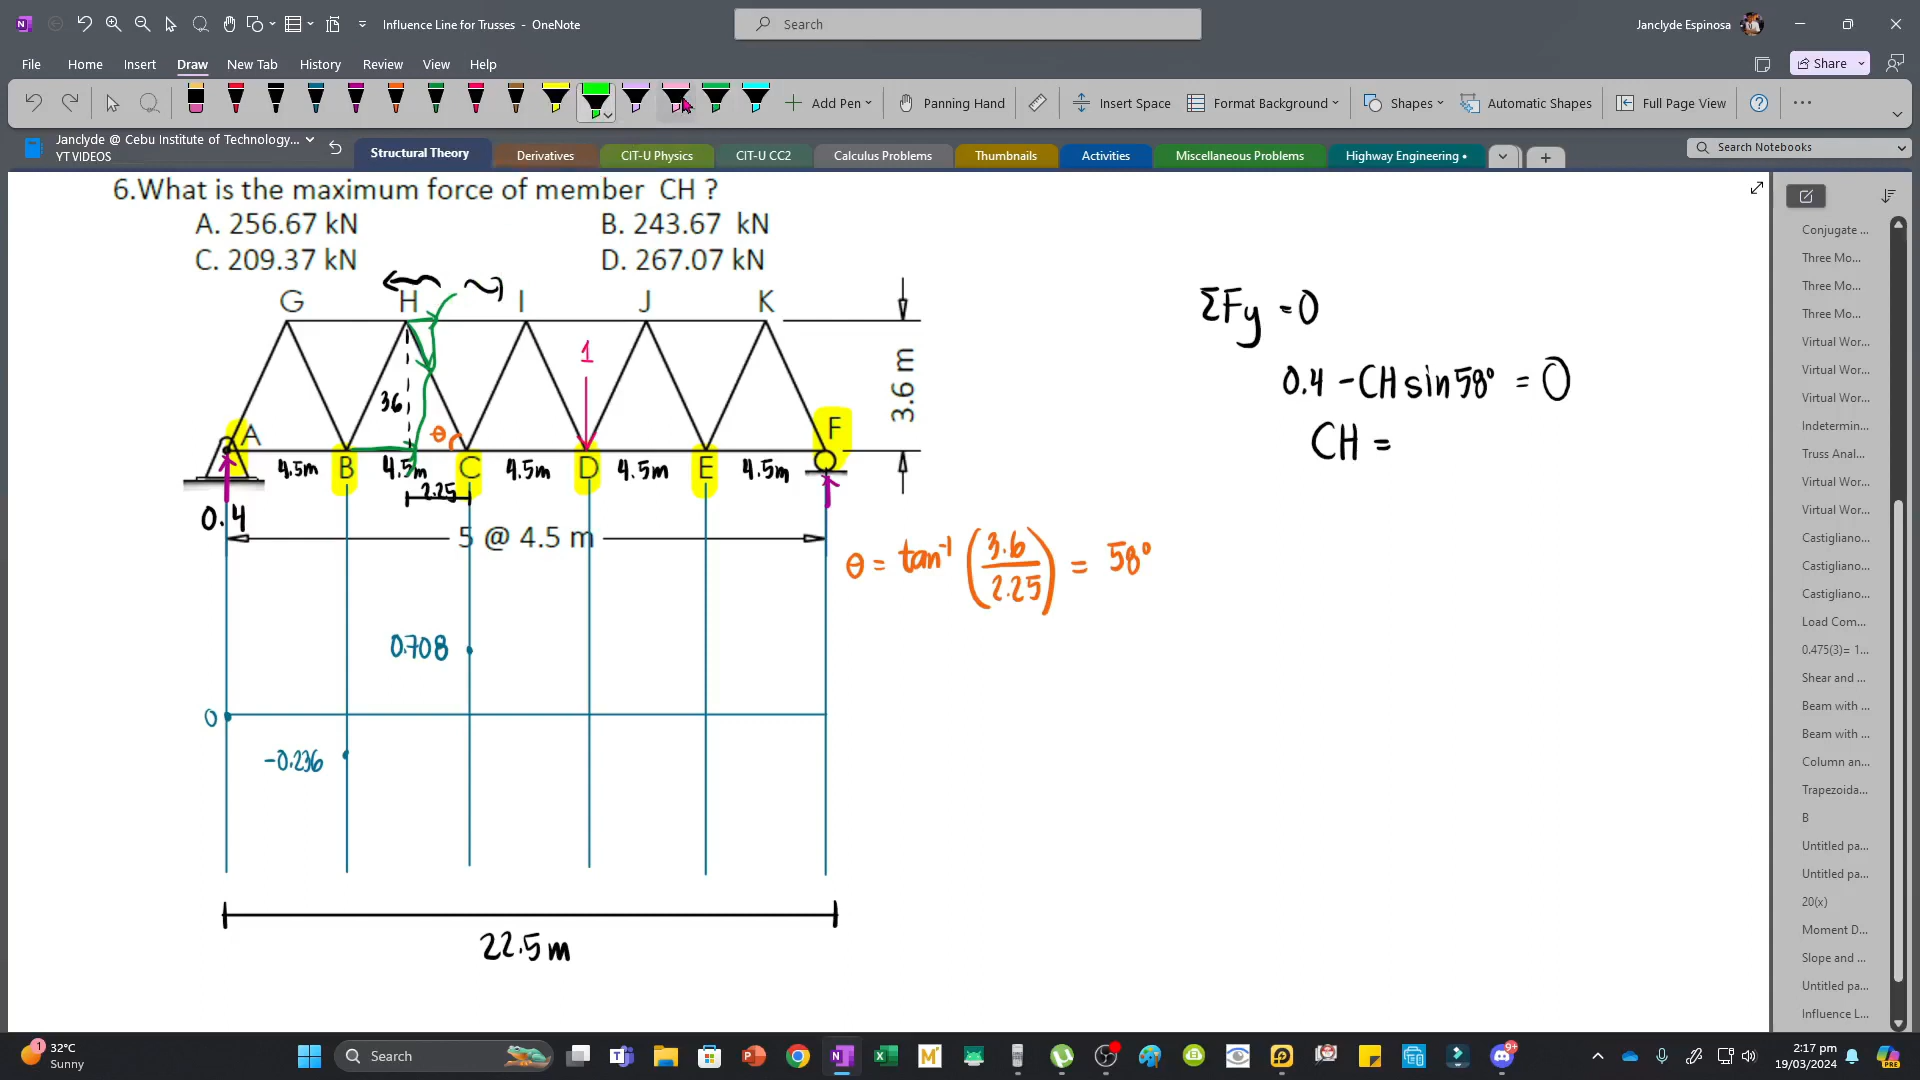 Influence Line for Trusses - OneNote
Search
Janclyde Espinosa
File Home Insert Draw New Tab History Review View Help
Share
Add Pen
Panning Hand
Insert Space
Format Background
Shapes
Automatic Shapes
Full Page View
Janclyde @ Cebu Institute of Technology...
YT VIDEOS
Structural Theory
Derivatives
CIT-U Physics
CIT-U CC2
Calculus Problems
Thumbnails
Activities
Miscellaneous Problems
Highway Engineering •
Search Notebooks
6.What is the maximum force of member CH ?
A. 256.67 kN B. 243.67 kN
C. 209.37 kN D. 267.07 kN
G H I J K
1
3.6
θ
3.6 m
A B C D E F
4.5m 4.5m 4.5m 4.5m 4.5m
2.25
0.4
5 @ 4.5 m
ΣFy = 0
0.4 - CH sin 58° = 0
CH =
θ = tan⁻¹ (3.6/2.25) = 58°
0.708
0
-0.236
22.5 m
Conjugate ...
Three Mo...
Three Mo...
Three Mo...
Virtual Wor...
Virtual Wor...
Virtual Wor...
Indetermin...
Truss Anal...
Virtual Wor...
Virtual Wor...
Castigliano...
Castigliano...
Castigliano...
Load Com...
0.475(3)= 1...
Shear and ...
Beam with ...
Beam with ...
Column an...
Trapezoida...
B
Untitled pa...
Untitled pa...
20(x)
Moment D...
Slope and ...
Untitled pa...
Influence L...
1
32°C
Sunny
Search
9+
2:17 pm
19/03/2024
PRE